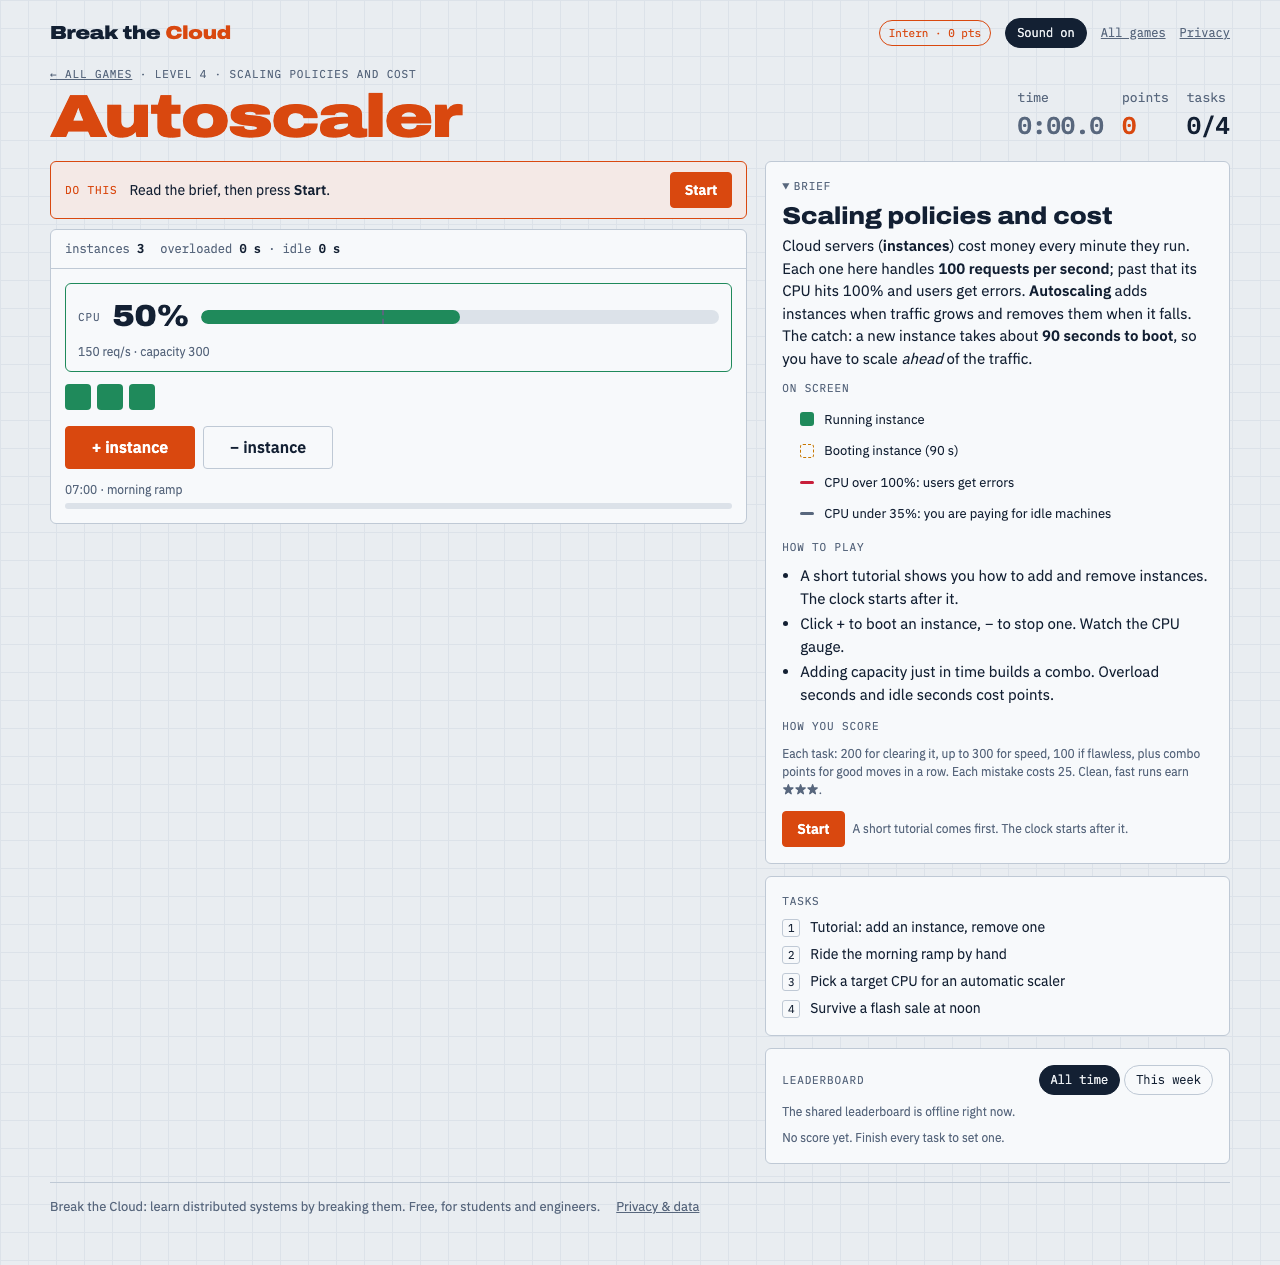 Break the Cloud
Intern · 0 pts
Sound on
All games
Privacy
← ALL GAMES · LEVEL 4 · SCALING POLICIES AND COST
Autoscaler
time
0:00.0
points
0
tasks
0/4
DO THIS Read the brief, then press Start.
Start
instances 3 overloaded 0 s · idle 0 s
CPU 50%
150 req/s · capacity 300
+ instance
− instance
07:00 · morning ramp
▼ BRIEF
Scaling policies and cost
Cloud servers (instances) cost money every minute they run.
Each one here handles 100 requests per second; past that its
CPU hits 100% and users get errors. Autoscaling adds
instances when traffic grows and removes them when it falls.
The catch: a new instance takes about 90 seconds to boot, so
you have to scale ahead of the traffic.
ON SCREEN
Running instance
Booting instance (90 s)
CPU over 100%: users get errors
CPU under 35%: you are paying for idle machines
HOW TO PLAY
• A short tutorial shows you how to add and remove instances.
The clock starts after it.
• Click + to boot an instance, − to stop one. Watch the CPU
gauge.
• Adding capacity just in time builds a combo. Overload
seconds and idle seconds cost points.
HOW YOU SCORE
Each task: 200 for clearing it, up to 300 for speed, 100 if flawless, plus combo
points for good moves in a row. Each mistake costs 25. Clean, fast runs earn
★★★.
Start
A short tutorial comes first. The clock starts after it.
TASKS
1 Tutorial: add an instance, remove one
2 Ride the morning ramp by hand
3 Pick a target CPU for an automatic scaler
4 Survive a flash sale at noon
LEADERBOARD
All time
This week
The shared leaderboard is offline right now.
No score yet. Finish every task to set one.
Break the Cloud: learn distributed systems by breaking them. Free, for students and engineers.
Privacy & data